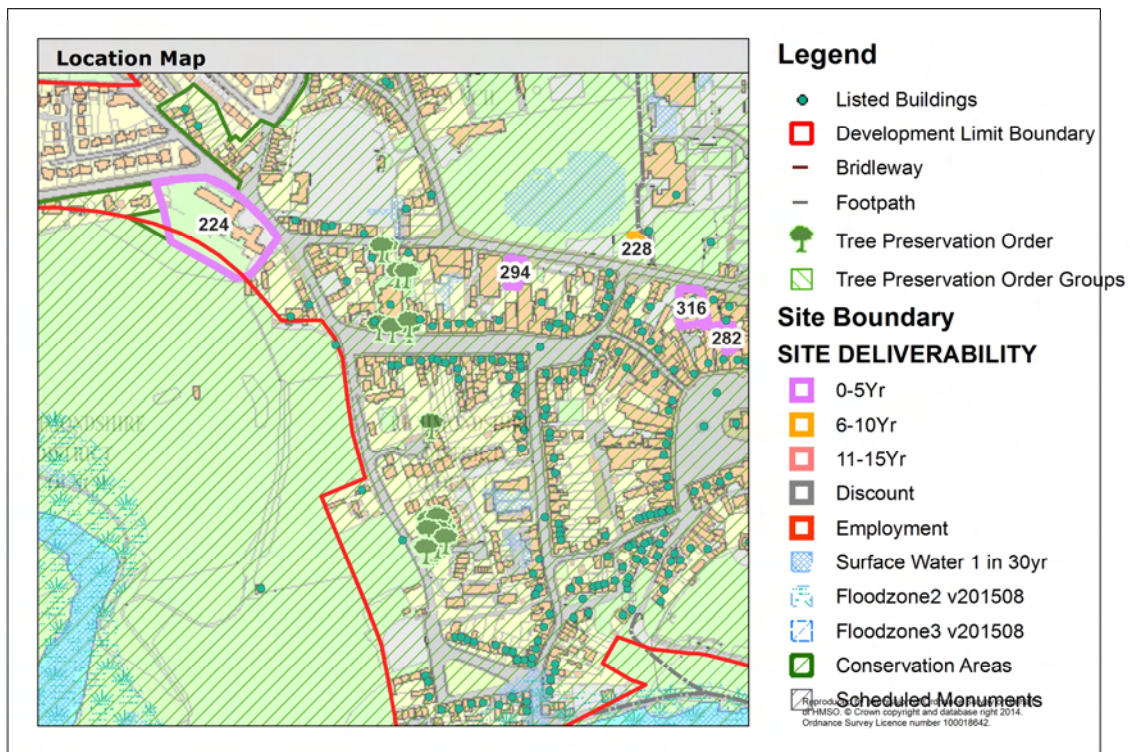 Location Map
224
228
294
316
282
Legend
Listed Buildings
Development Limit Boundary
Bridleway
Footpath
Tree Preservation Order
Tree Preservation Order Groups
Site Boundary
SITE DELIVERABILITY
0-5Yr
6-10Yr
11-15Yr
Discount
Employment
Surface Water 1 in 30yr
Floodzone2 v201508
Floodzone3 v201508
Conservation Areas
Scheduled Monuments
of HMSO. © Crown copyright and database right 2014.
Ordnance Survey Licence number 100018642.